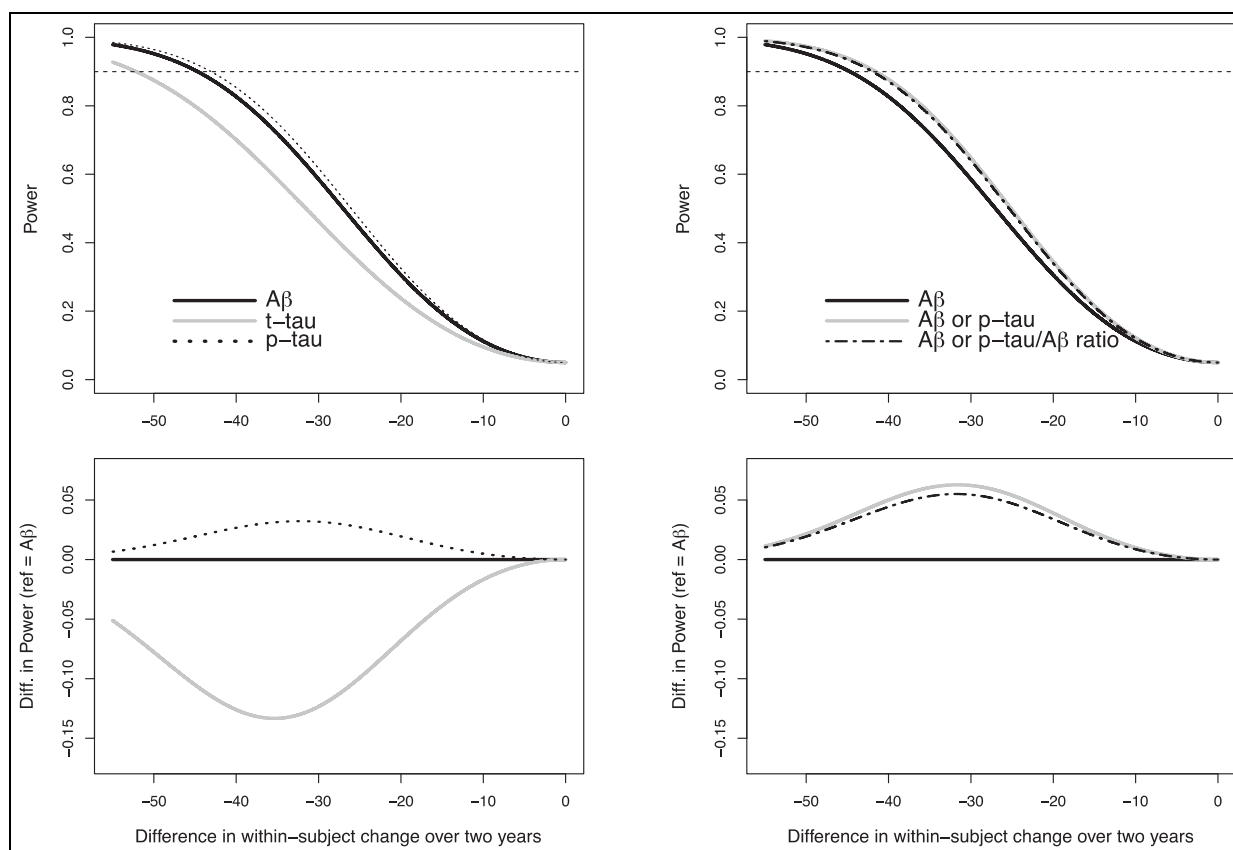 Power
1.0
0.8
0.6
0.4
0.2
0.0
Aβ
t−tau
p−tau
−50 −40 −30 −20 −10 0
Power
1.0
0.8
0.6
0.4
0.2
0.0
Aβ
Aβ or p−tau
Aβ or p−tau/Aβ ratio
−50 −40 −30 −20 −10 0
Diff. in Power (ref = Aβ)
0.05
0.00
−0.05
−0.10
−0.15
−50 −40 −30 −20 −10 0
Difference in within−subject change over two years
Diff. in Power (ref = Aβ)
0.05
0.00
−0.05
−0.10
−0.15
−50 −40 −30 −20 −10 0
Difference in within−subject change over two years